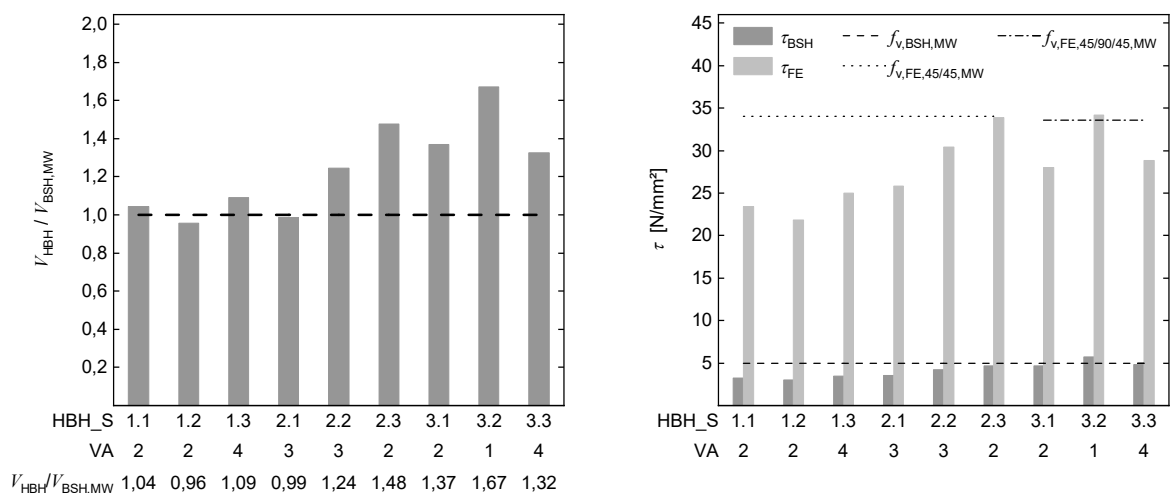 2,0
1,8
1,6
1,4
1,2
1,0
0,8
0,6
0,4
0,2
V_HBH / V_BSH,MW
HBH_S 1.1 1.2 1.3 2.1 2.2 2.3 3.1 3.2 3.3
VA 2 2 4 3 3 2 2 1 4
V_HBH/V_BSH,MW 1,04 0,96 1,09 0,99 1,24 1,48 1,37 1,67 1,32
45
40
35
30
25
20
15
10
5
τ [N/mm²]
τ_BSH f_v,BSH,MW f_v,FE,45/90/45,MW
τ_FE f_v,FE,45/45,MW
HBH_S 1.1 1.2 1.3 2.1 2.2 2.3 3.1 3.2 3.3
VA 2 2 4 3 3 2 2 1 4